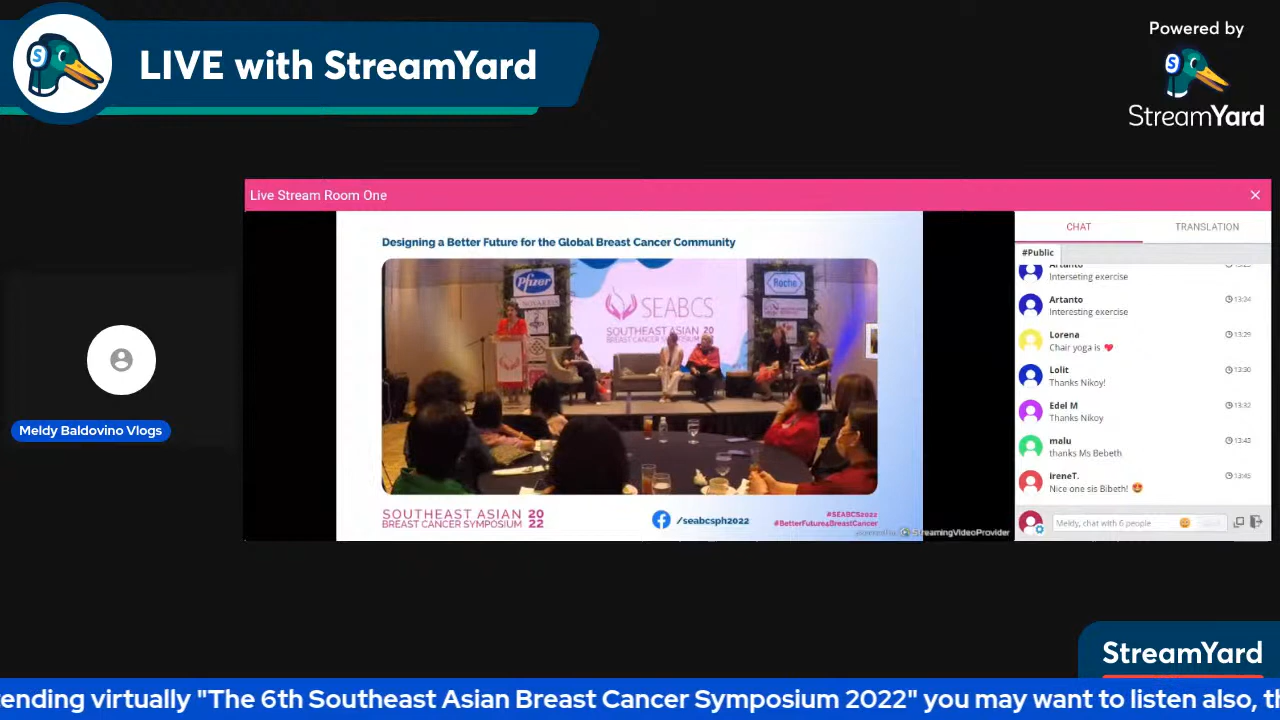 LIVE with StreamYard
Powered by
StreamYard
Live Stream Room One
Designing a Better Future for the Global Breast Cancer Community
Pfizer
Roche
NOVARTIS
SEABCS
SOUTHEAST ASIAN 20
BREAST CANCER SYMPOSIUM
SOUTHEAST ASIAN 20
BREAST CANCER SYMPOSIUM 22
/seabcsph2022
#SEABCS2022
#BetterFuture4BreastCancer
StreamingVideoProvider
CHAT
TRANSLATION
#Public
Artanto
Interseting exercise
Artanto 13:24
Interesting exercise
Lorena 13:29
Chair yoga is
Lolit 13:30
Thanks Nikoy!
Edel M 13:32
Thanks Nikoy
malu 13:43
thanks Ms Bebeth
ireneT. 13:45
Nice one sis Bibeth! 😍
Meldy, chat with 6 people
Meldy Baldovino Vlogs
StreamYard
ending virtually "The 6th Southeast Asian Breast Cancer Symposium 2022" you may want to listen also, th